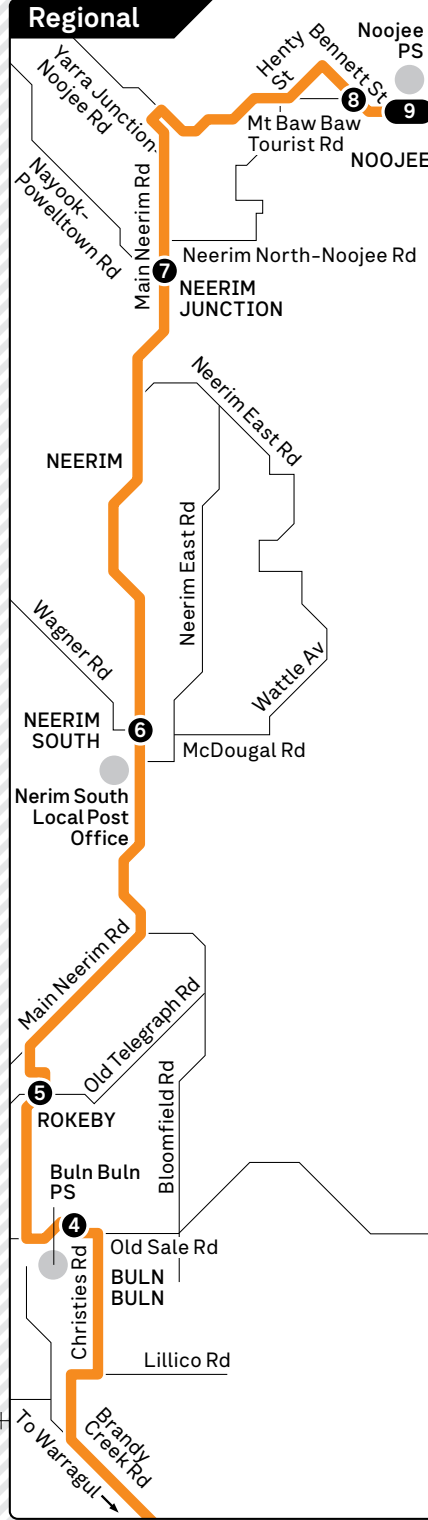 Regional
Noojee
PS
Yarra Junction-
Noojee Rd
Henty
St
Bennett St
8
9
Mt Baw Baw
Tourist Rd
NOOJEE
Nayook-
Powelltown Rd
Main Neerim Rd
Neerim North-Noojee Rd
7
NEERIM
JUNCTION
Neerim East Rd
NEERIM
Neerim East Rd
Wagner Rd
Wattle Av
NEERIM
SOUTH
6
McDougal Rd
Nerim South
Local Post
Office
Main Neerim Rd
Old Telegraph Rd
5
ROKEBY
Bloomfield Rd
Buln Buln
PS
4
Old Sale Rd
Christies Rd
BULN
BULN
Lillico Rd
To Warragul
Brandy
Creek Rd